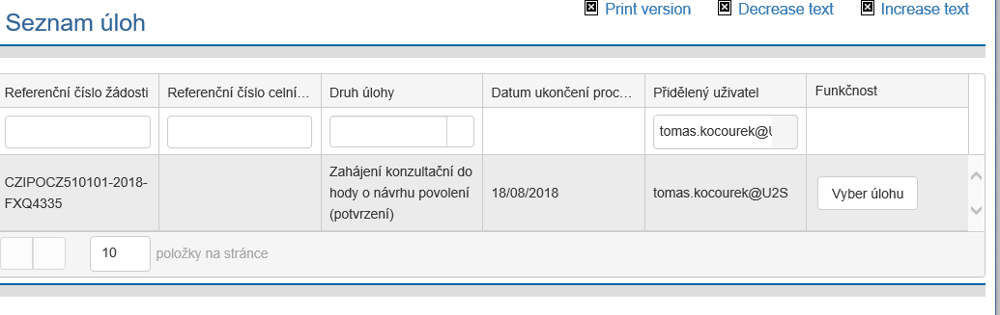 Print version Decrease text Increase text
Seznam úloh
Referenční číslo žádosti Referenční číslo celní… Druh úlohy Datum ukončení proc… Přidělený uživatel Funkčnost
tomas.kocourek@U
CZIPOCZ510101-2018-
FXQ4335
Zahájení konzultační do
hody o návrhu povolení
(potvrzení)
18/08/2018
tomas.kocourek@U2S
Vyber úlohu
10 položky na stránce